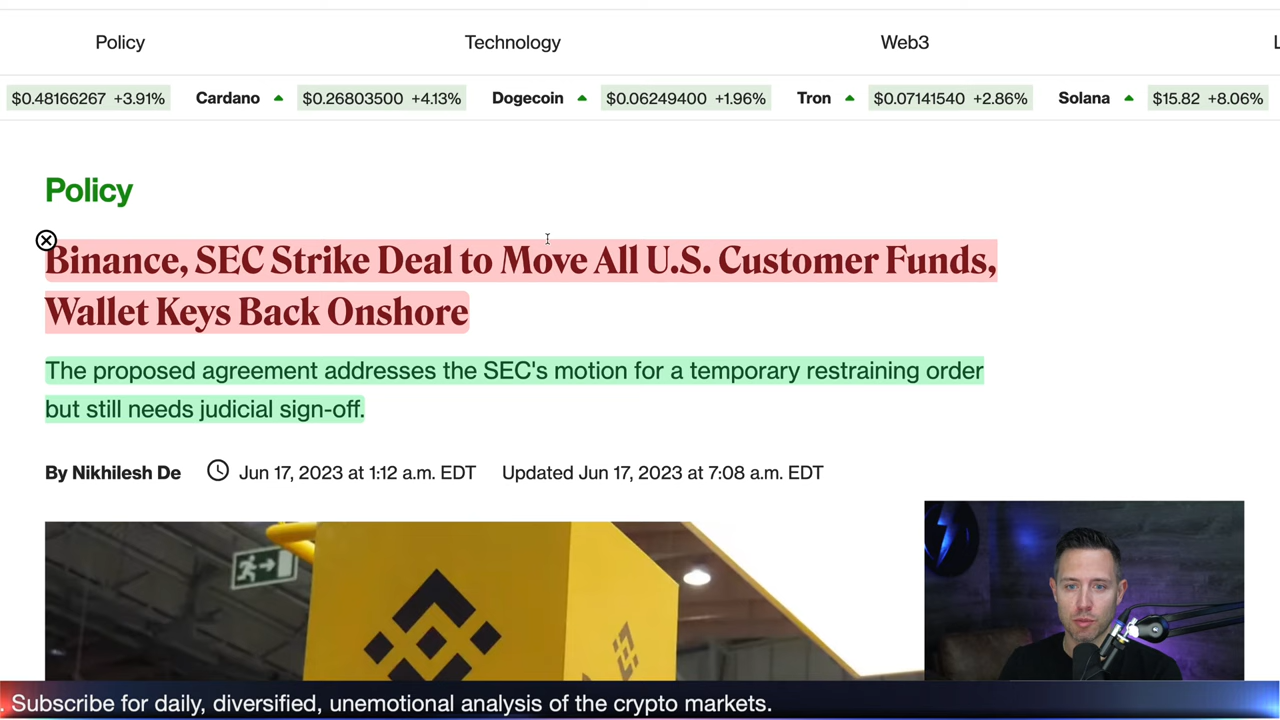 Policy Technology Web3 L
$0.48166267 +3.91% Cardano $0.26803500 +4.13% Dogecoin $0.06249400 +1.96% Tron $0.07141540 +2.86% Solana $15.82 +8.06%
Policy
Binance, SEC Strike Deal to Move All U.S. Customer Funds,
Wallet Keys Back Onshore
The proposed agreement addresses the SEC's motion for a temporary restraining order
but still needs judicial sign-off.
By Nikhilesh De Jun 17, 2023 at 1:12 a.m. EDT Updated Jun 17, 2023 at 7:08 a.m. EDT
. Subscribe for daily, diversified, unemotional analysis of the crypto markets.